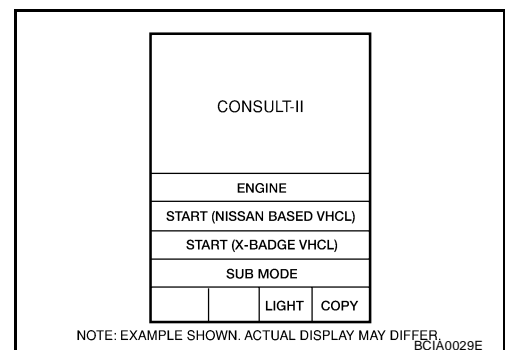 CONSULT-II
ENGINE
START (NISSAN BASED VHCL)
START (X-BADGE VHCL)
SUB MODE
LIGHT COPY
NOTE: EXAMPLE SHOWN. ACTUAL DISPLAY MAY DIFFER.
BCIA0029E